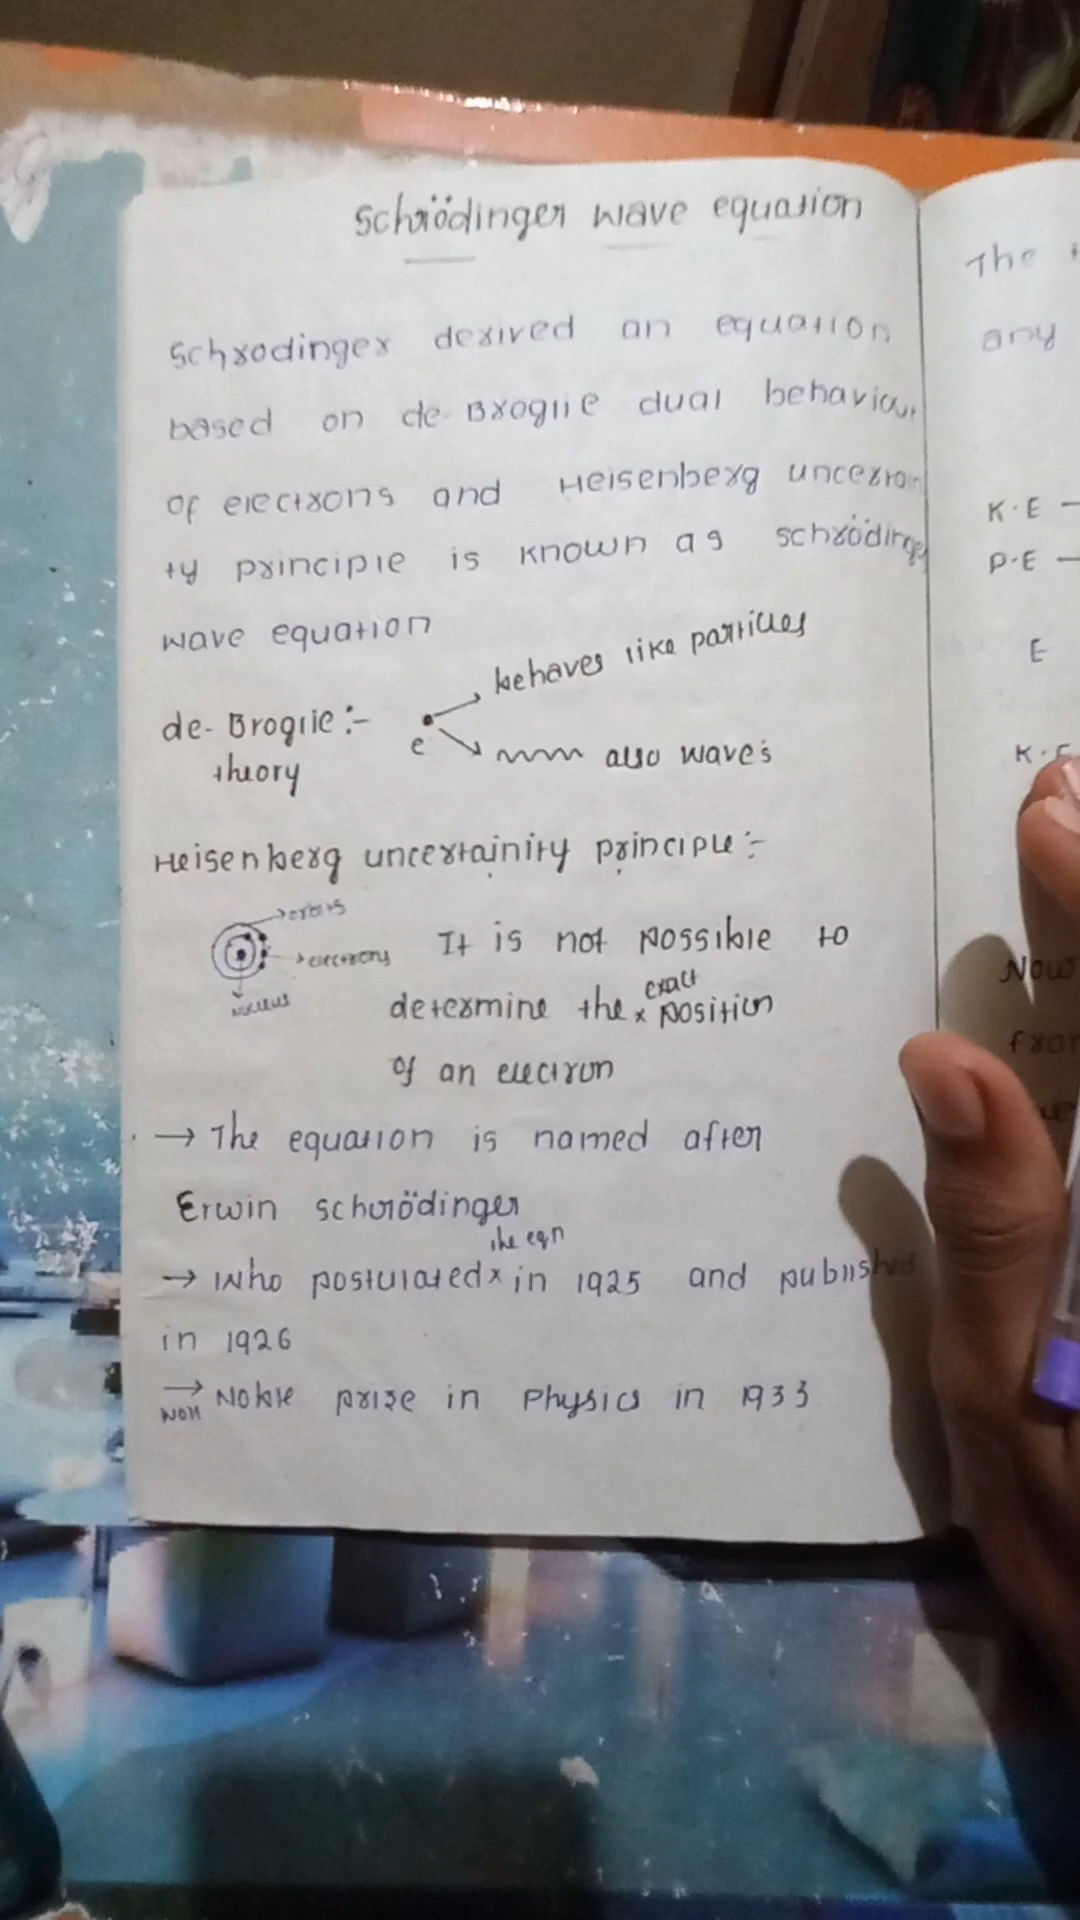 Schrödinger wave equation
Schrodinger derived an equation
based on de-Broglie dual behaviour
of electrons and Heisenberg uncertain
ty principle is known as schrödinger
wave equation
behaves like particles
de-Broglie :-
theory
e
also waves
Heisenberg uncertainity principle :-
→ orbits
→ electrons
nucleus
It is not possible to
exact
determine the x position
of an electron
→ The equation is named after
Erwin schrödinger
the eqn
→ Who postulated x in 1925 and published
in 1926
→ Noble prize in Physics in 1933
won
The
any
K.E -
P.E -
E
K.E
Now